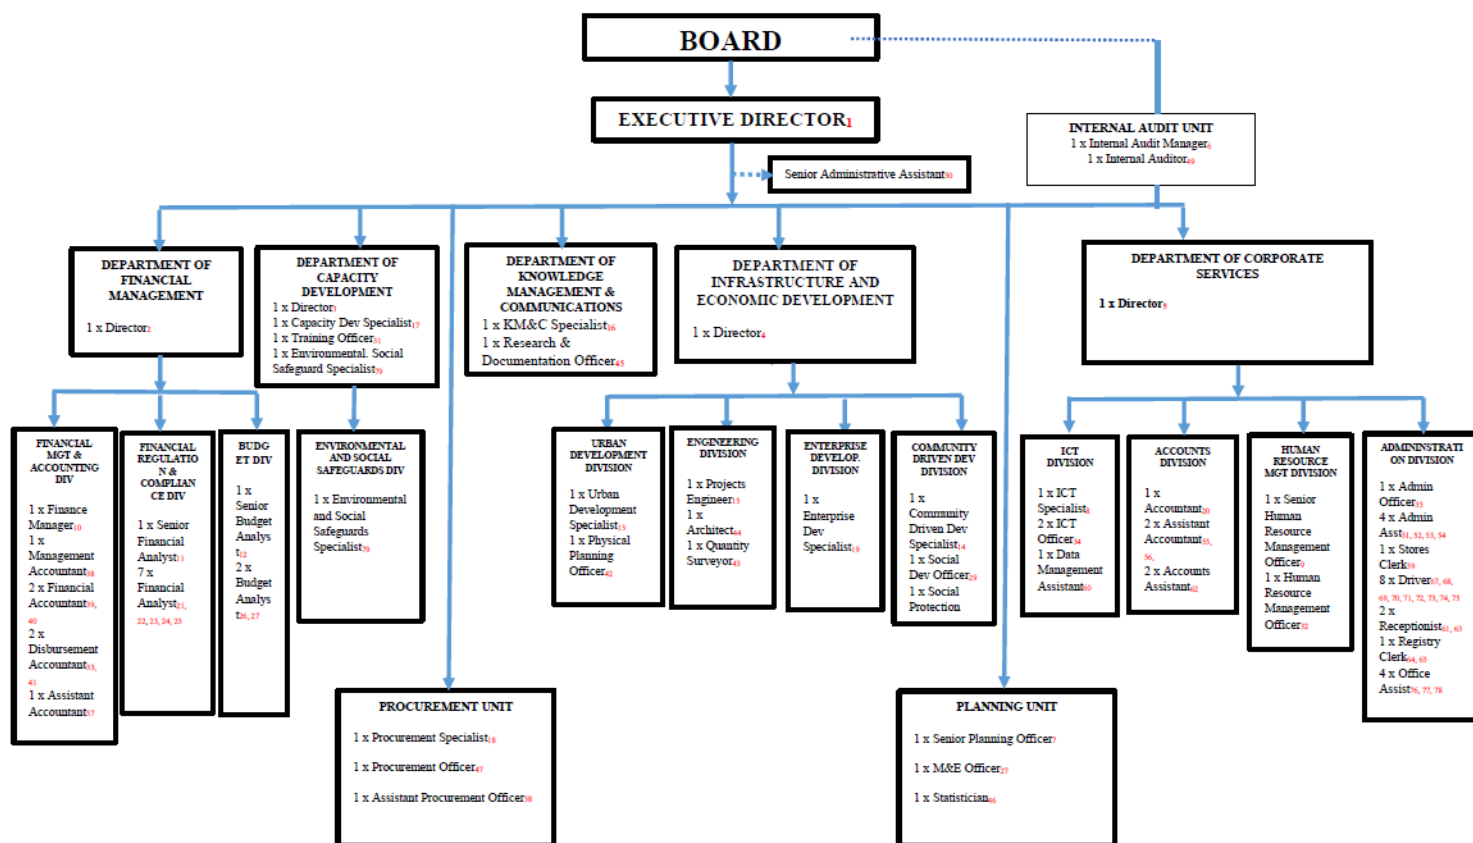 BOARD
EXECUTIVE DIRECTOR1
INTERNAL AUDIT UNIT
1 x Internal Audit Manager6
1 x Internal Auditor49
Senior Administrative Assistant50
DEPARTMENT OF
FINANCIAL
MANAGEMENT
1 x Director2
DEPARTMENT OF
CAPACITY
DEVELOPMENT
1 x Director3
1 x Capacity Dev Specialist17
1 x Training Officer31
1 x Environmental. Social
Safeguard Specialist79
DEPARTMENT OF
KNOWLEDGE
MANAGEMENT &
COMMUNICATIONS
1 x KM&C Specialist16
1 x Research &
Documentation Officer45
DEPARTMENT OF
INFRASTRUCTURE AND
ECONOMIC DEVELOPMENT
1 x Director4
DEPARTMENT OF CORPORATE
SERVICES
1 x Director5
FINANCIAL
MGT &
ACCOUNTING
DIV
1 x Finance
Manager10
1 x
Management
Accountant38
2 x Financial
Accountant39,
40
2 x
Disbursement
Accountant33,
41
1 x Assistant
Accountant57
FINANCIAL
REGULATIO
N &
COMPLIAN
CE DIV
1 x Senior
Financial
Analyst11
7 x
Financial
Analyst21,
22, 23, 24, 25
BUDG
ET DIV
1 x
Senior
Budget
Analys
t12
2 x
Budget
Analys
t26, 27
ENVIRONMENTAL
AND SOCIAL
SAFEGUARDS DIV
1 x Environmental
and Social
Safeguards
Specialist79
URBAN
DEVELOPMENT
DIVISION
1 x Urban
Development
Specialist13
1 x Physical
Planning
Officer42
ENGINEERING
DIVISION
1 x Projects
Engineer15
1 x
Architect44
1 x Quantity
Surveyor43
ENTERPRISE
DEVELOP.
DIVISION
1 x
Enterprise
Dev
Specialist19
COMMUNITY
DRIVEN DEV
DIVISION
1 x
Community
Driven Dev
Specialist14
1 x Social
Dev Officer29
1 x Social
Protection
ICT
DIVISION
1 x ICT
Specialist8
2 x ICT
Officer34
1 x Data
Management
Assistant60
ACCOUNTS
DIVISION
1 x
Accountant20
2 x Assistant
Accountant55,
56,
2 x Accounts
Assistant62
HUMAN
RESOURCE
MGT DIVISION
1 x Senior
Human
Resource
Management
Officer9
1 x Human
Resource
Management
Officer32
ADMININSTRATI
ON DIVISION
1 x Admin
Officer35
4 x Admin
Asst51, 52, 53, 54
1 x Stores
Clerk59
8 x Driver67, 68,
69, 70, 71, 72, 73, 74, 75
2 x
Receptionist61, 63
1 x Registry
Clerk64, 65
4 x Office
Assist76, 77, 78
PROCUREMENT UNIT
1 x Procurement Specialist18
1 x Procurement Officer47
1 x Assistant Procurement Officer58
PLANNING UNIT
1 x Senior Planning Officer7
1 x M&E Officer27
1 x Statistician46